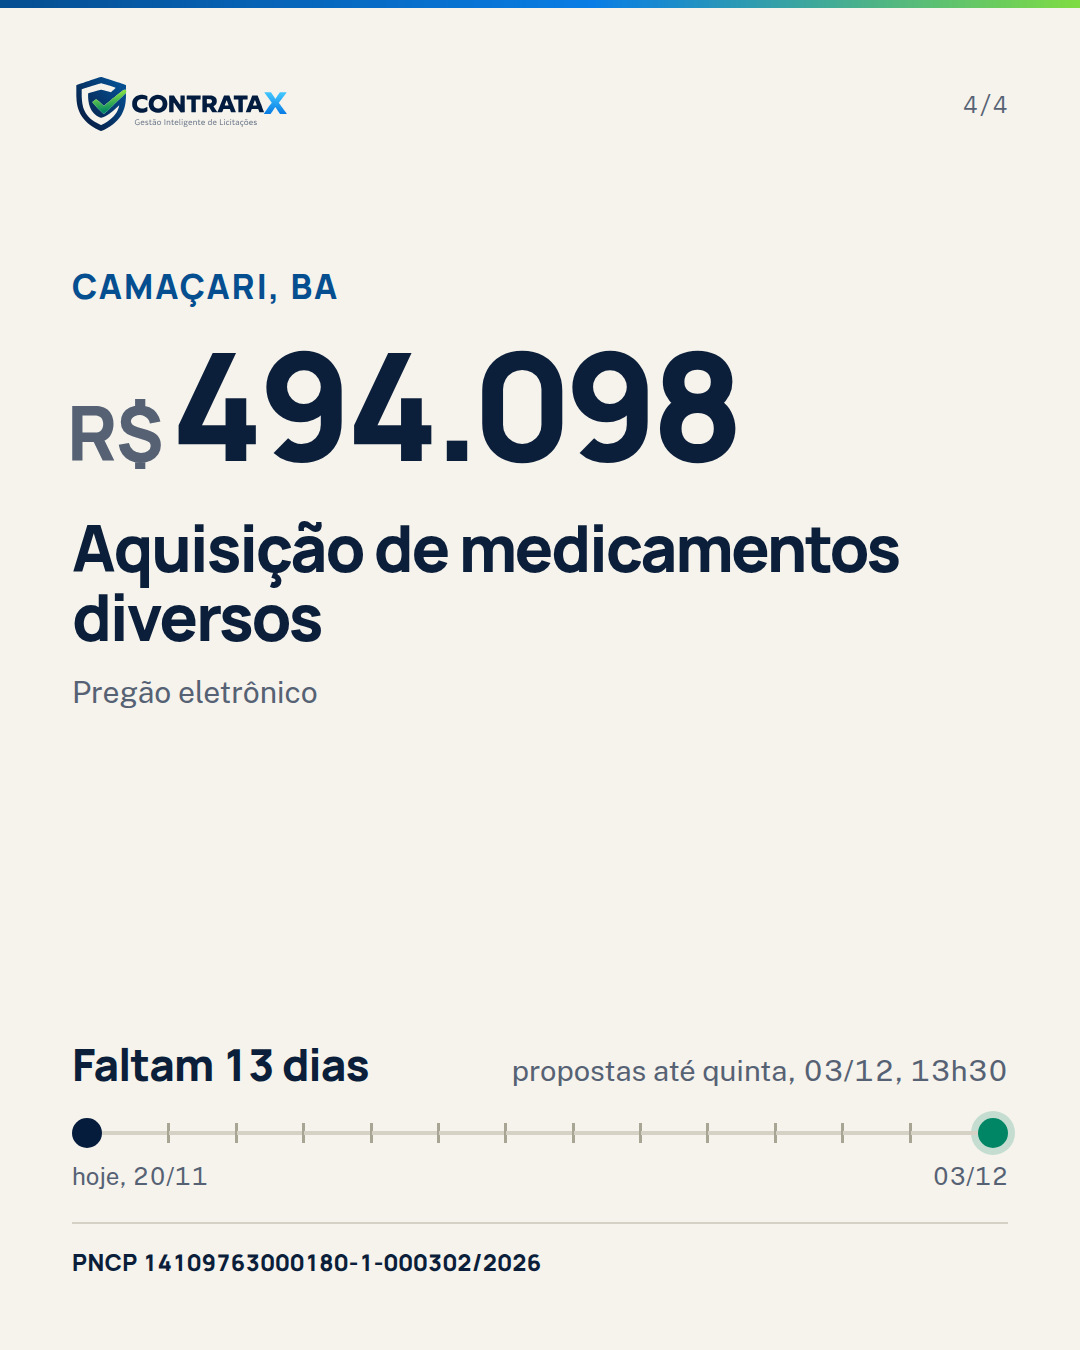 CONTRATAX
Gestão Inteligente de Licitações
4/4
CAMAÇARI, BA
R$ 494.098
Aquisição de medicamentos
diversos
Pregão eletrônico
Faltam 13 dias
propostas até quinta, 03/12, 13h30
hoje, 20/11
03/12
PNCP 14109763000180-1-000302/2026